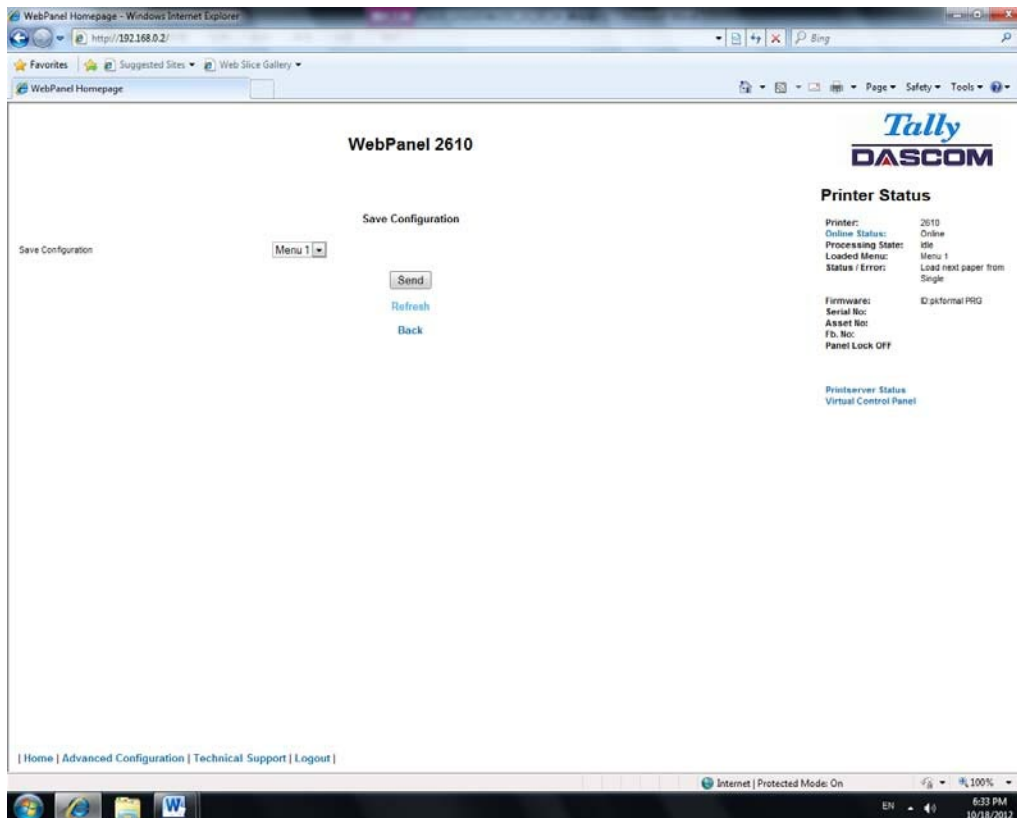 WebPanel Homepage - Windows Internet Explorer
http://192.168.0.2/
Bing
Favorites
Suggested Sites
Web Slice Gallery
WebPanel Homepage
Page
Safety
Tools
WebPanel 2610
Tally
DASCOM
Save Configuration
Save Configuration Menu 1
Send
Refresh
Back
Printer Status
Printer: 2610
Online Status: Online
Processing State: Idle
Loaded Menu: Menu 1
Status / Error: Load next paper from
Single
Firmware: ID:pkformal PRG
Serial No:
Asset No:
Fb. No:
Panel Lock OFF
Printserver Status
Virtual Control Panel
| Home | Advanced Configuration | Technical Support | Logout |
Internet | Protected Mode: On
100%
W
EN
6:33 PM
10/18/2012